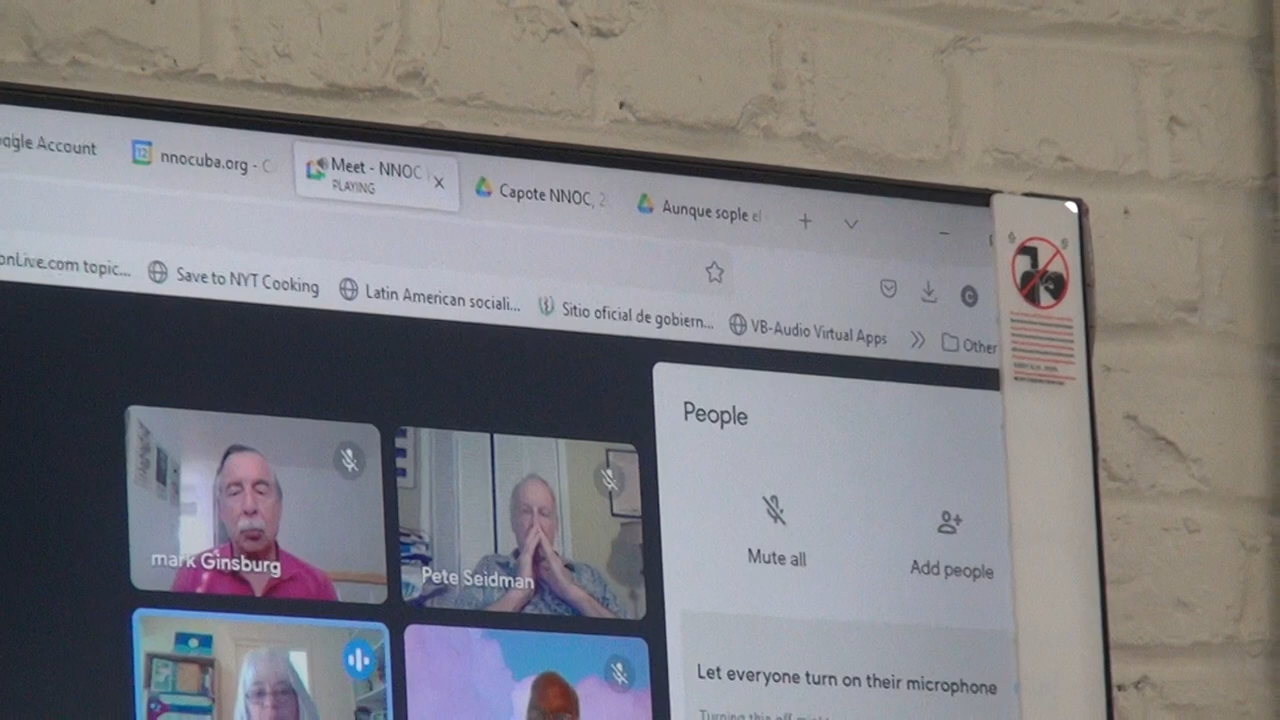 ogle Account
12
nnocuba.org - C
Meet - NNOC
PLAYING
Capote NNOC, 2
Aunque sople el
onLive.com topic...
Save to NYT Cooking
Latin American sociali...
Sitio oficial de gobiern...
VB-Audio Virtual Apps
Other
C
People
Mute all
Add people
mark Ginsburg
Pete Seidman
Let everyone turn on their microphone